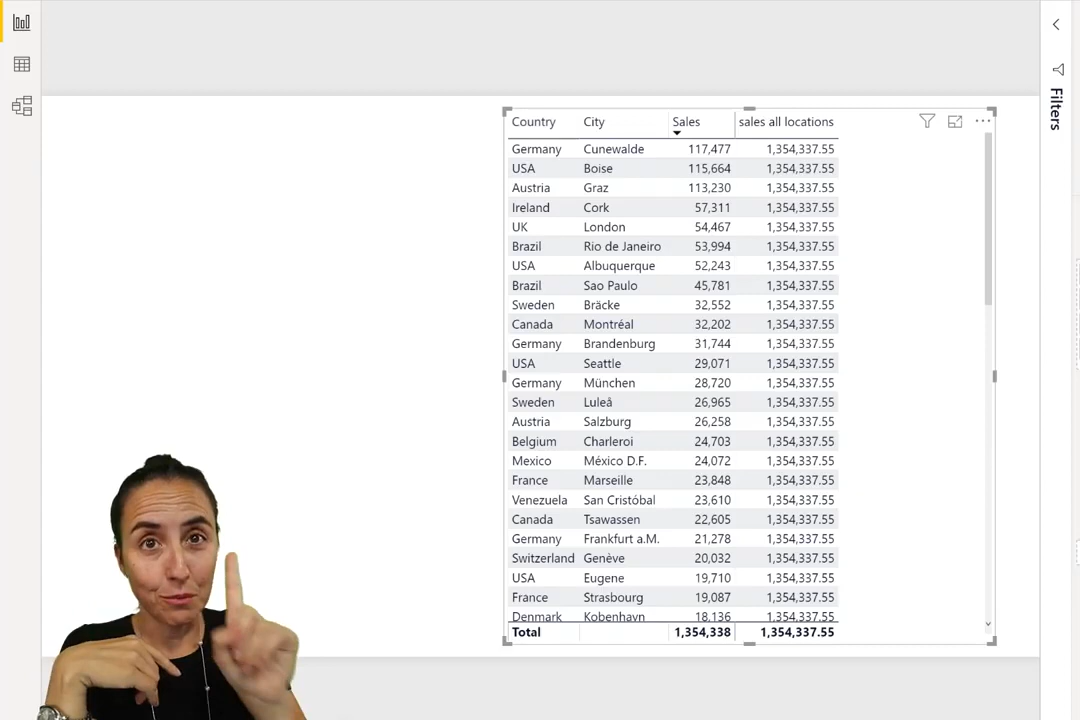 Country City Sales sales all locations
Germany Cunewalde 117,477 1,354,337.55
USA Boise 115,664 1,354,337.55
Austria Graz 113,230 1,354,337.55
Ireland Cork 57,311 1,354,337.55
UK London 54,467 1,354,337.55
Brazil Rio de Janeiro 53,994 1,354,337.55
USA Albuquerque 52,243 1,354,337.55
Brazil Sao Paulo 45,781 1,354,337.55
Sweden Bräcke 32,552 1,354,337.55
Canada Montréal 32,202 1,354,337.55
Germany Brandenburg 31,744 1,354,337.55
USA Seattle 29,071 1,354,337.55
Germany München 28,720 1,354,337.55
Sweden Luleå 26,965 1,354,337.55
Austria Salzburg 26,258 1,354,337.55
Belgium Charleroi 24,703 1,354,337.55
Mexico México D.F. 24,072 1,354,337.55
France Marseille 23,848 1,354,337.55
Venezuela San Cristóbal 23,610 1,354,337.55
Canada Tsawassen 22,605 1,354,337.55
Germany Frankfurt a.M. 21,278 1,354,337.55
Switzerland Genève 20,032 1,354,337.55
USA Eugene 19,710 1,354,337.55
France Strasbourg 19,087 1,354,337.55
Denmark Kobenhavn 18,136 1,354,337.55
Total 1,354,338 1,354,337.55
Filters